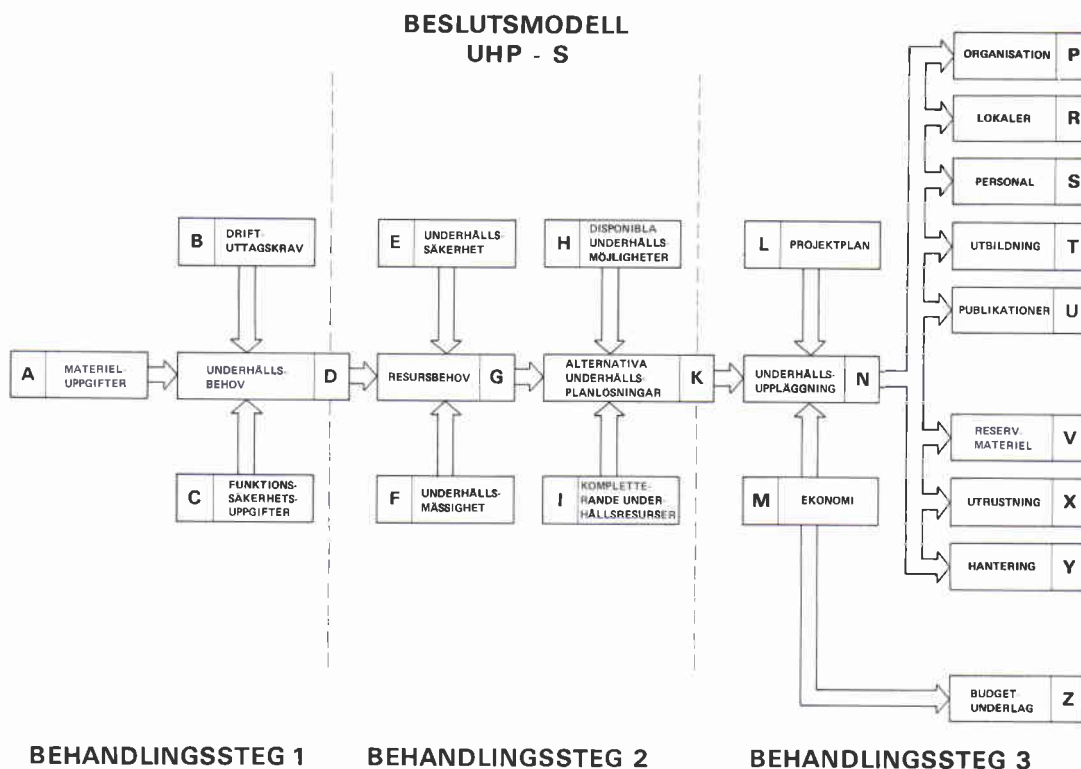 BESLUTSMODELL
UHP - S
B
DRIFT-
UTTAGSKRAV
E
UNDERHÅLLS-
SÄKERHET
H
DISPONIBLA
UNDERHÅLLS-
MÖJLIGHETER
L
PROJEKTPLAN
A
MATERIEL-
UPPGIFTER
UNDERHÅLLS-
BEHOV
D
RESURSBEHOV
G
ALTERNATIVA
UNDERHÅLLS-
PLANLÖSNINGAR
K
UNDERHÅLLS-
UPPLÄGGNING
N
C
FUNKTIONS-
SÄKERHETS-
UPPGIFTER
F
UNDERHÅLLS-
MÄSSIGHET
I
KOMPLETTE-
RANDE UNDER-
HÅLLSRESURSER
M
EKONOMI
ORGANISATION P
LOKALER R
PERSONAL S
UTBILDNING T
PUBLIKATIONER U
RESERV-
MATERIEL
V
UTRUSTNING X
HANTERING Y
BUDGET-
UNDERLAG
Z
BEHANDLINGSSTEG 1
BEHANDLINGSSTEG 2
BEHANDLINGSSTEG 3